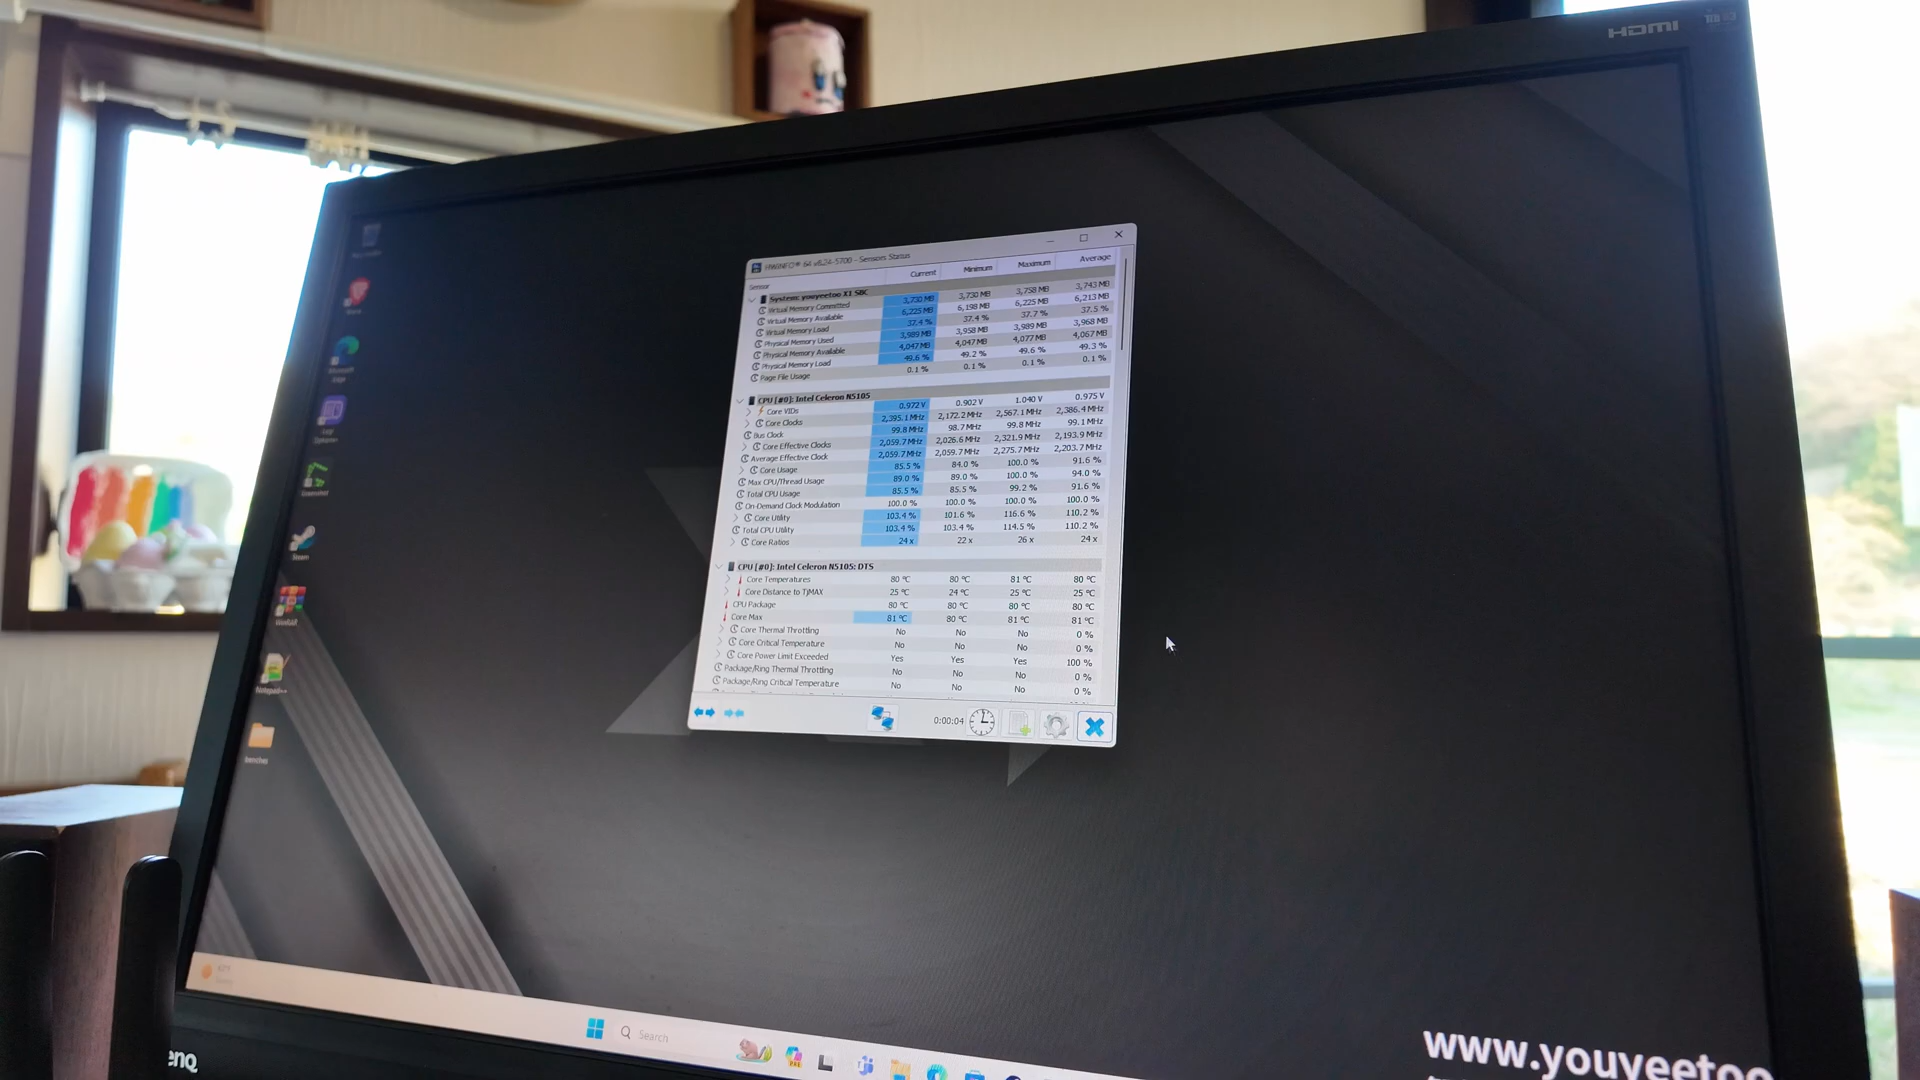 HDMI
HWiNFO® 64 v8.24-5700 - Sensors Status
Sensor Current Minimum Maximum Average
System: youyeetoo X1 SBC
Virtual Memory Committed 3,730 MB 3,730 MB 3,758 MB 3,743 MB
Virtual Memory Available 6,225 MB 6,198 MB 6,225 MB 6,213 MB
Virtual Memory Load 37.4 % 37.4 % 37.7 % 37.5 %
Physical Memory Used 3,989 MB 3,958 MB 3,989 MB 3,968 MB
Physical Memory Available 4,047 MB 4,047 MB 4,077 MB 4,067 MB
Physical Memory Load 49.6 % 49.2 % 49.6 % 49.3 %
Page File Usage 0.1 % 0.1 % 0.1 % 0.1 %
CPU [#0]: Intel Celeron N5105
Core VIDs 0.972 V 0.902 V 1.040 V 0.975 V
Core Clocks 2,395.1 MHz 2,172.2 MHz 2,567.1 MHz 2,386.4 MHz
Bus Clock 99.8 MHz 98.7 MHz 99.8 MHz 99.1 MHz
Core Effective Clocks 2,059.7 MHz 2,026.6 MHz 2,321.9 MHz 2,193.9 MHz
Average Effective Clock 2,059.7 MHz 2,059.7 MHz 2,275.7 MHz 2,203.7 MHz
Core Usage 85.5 % 84.0 % 100.0 % 91.6 %
Max CPU/Thread Usage 89.0 % 89.0 % 100.0 % 94.0 %
Total CPU Usage 85.5 % 85.5 % 99.2 % 91.6 %
On-Demand Clock Modulation 100.0 % 100.0 % 100.0 % 100.0 %
Core Utility 103.4 % 101.6 % 116.6 % 110.2 %
Total CPU Utility 103.4 % 103.4 % 114.5 % 110.2 %
Core Ratios 24 x 22 x 26 x 24 x
CPU [#0]: Intel Celeron N5105: DTS
Core Temperatures 80 °C 80 °C 81 °C 80 °C
Core Distance to TjMAX 25 °C 24 °C 25 °C 25 °C
CPU Package 80 °C 80 °C 80 °C 80 °C
Core Max 81 °C 80 °C 81 °C 81 °C
Core Thermal Throttling No No No 0 %
Core Critical Temperature No No No 0 %
Core Power Limit Exceeded Yes Yes Yes 100 %
Package/Ring Thermal Throttling No No No 0 %
Package/Ring Critical Temperature No No No 0 %
0:00:04
Microsoft
Edge
Steam
WinRAR
Notepad++
benches
Search
www.youyeetoo
enQ